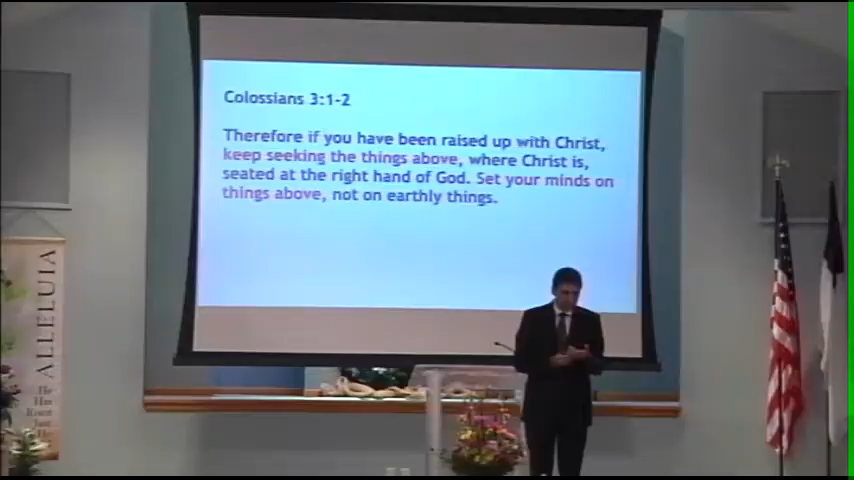 Colossians 3:1-2
Therefore if you have been raised up with Christ,
keep seeking the things above, where Christ is,
seated at the right hand of God. Set your minds on
things above, not on earthly things.
ALLELUIA
He
Has